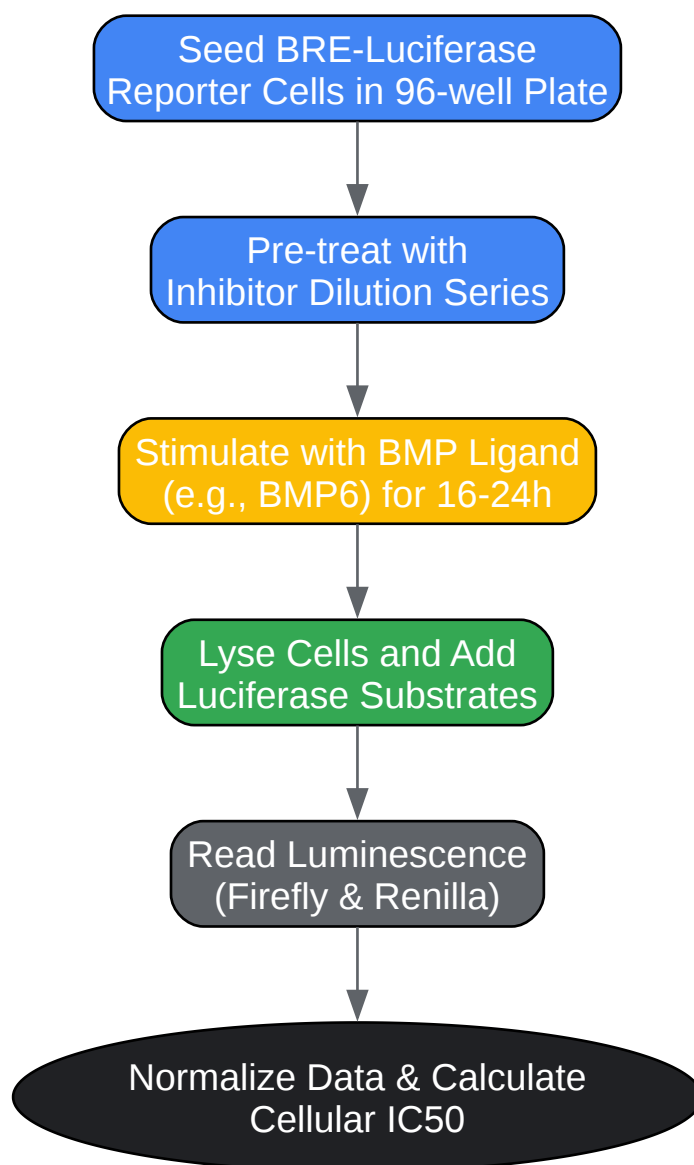 Seed BRE-Luciferase
Reporter Cells in 96-well Plate
Pre-treat with
Inhibitor Dilution Series
Stimulate with BMP Ligand
(e.g., BMP6) for 16-24h
Lyse Cells and Add
Luciferase Substrates
Read Luminescence
(Firefly & Renilla)
Normalize Data & Calculate
Cellular IC50